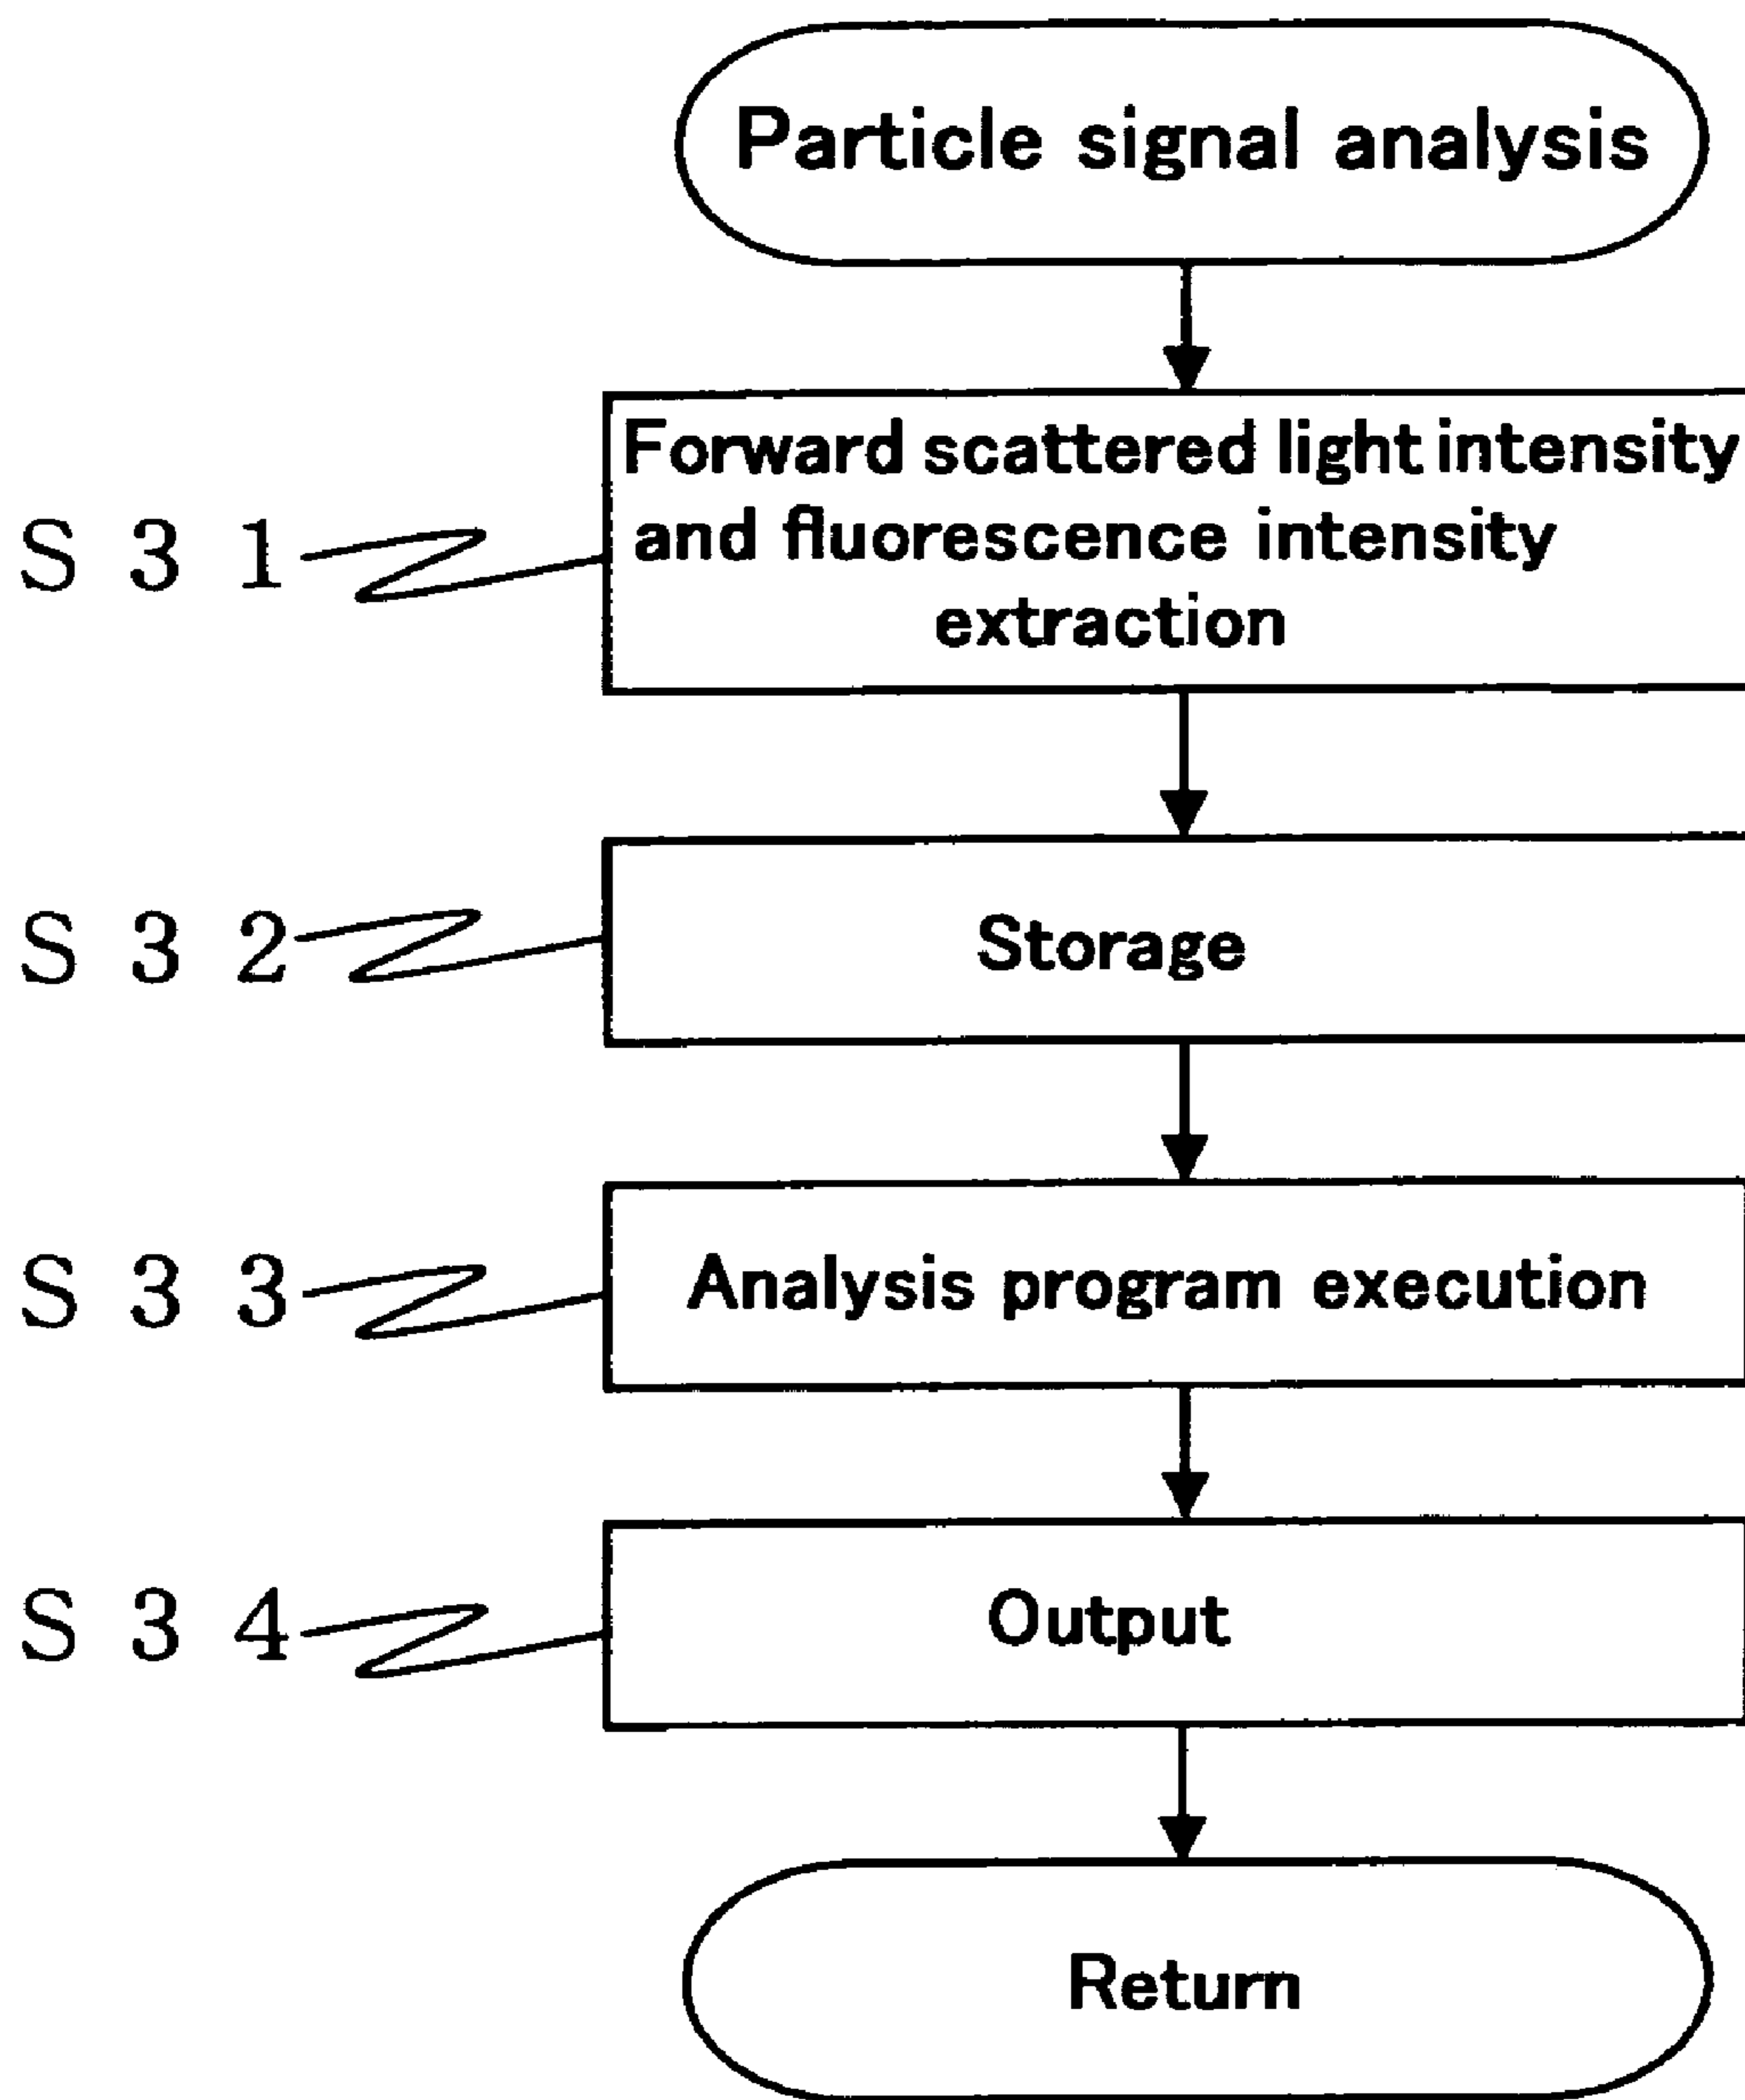 Particle signal analysis
Forward scattered light intensity
S 3 1 and fluorescence intensity
extraction
S 3 2 Storage
S 3 3 Analysis program execution
S 3 4 Output
Return